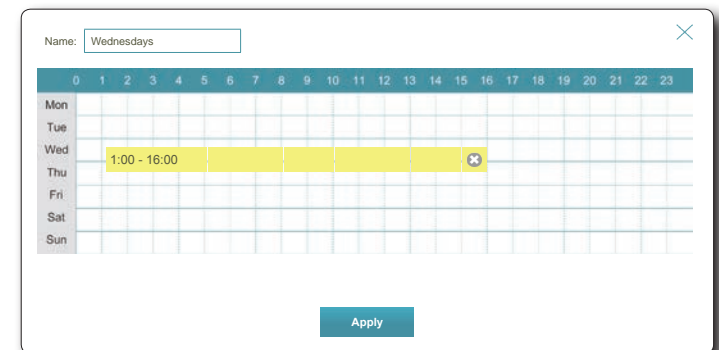 Name: Wednesdays
0 1 2 3 4 5 6 7 8 9 10 11 12 13 14 15 16 17 18 19 20 21 22 23
Mon
Tue
Wed
1:00 - 16:00
Thu
Fri
Sat
Sun
Apply